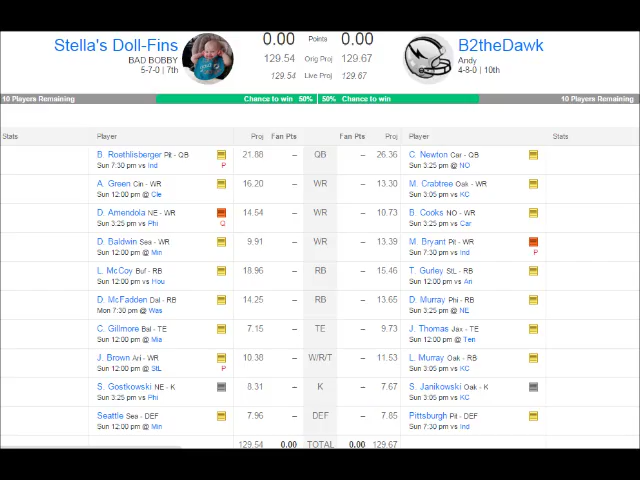 Stella's Doll-Fins 0.00 Points 0.00 B2theDawk
BAD BOBBY 129.54 Orig Proj 129.67 Andy
5-7-0 | 7th 129.54 Live Proj 129.67 4-8-0 | 10th
10 Players Remaining Chance to win 50% 50% Chance to win 10 Players Remaining
Stats Player Proj Fan Pts Fan Pts Proj Player Stats
B. Roethlisberger Pit - QB 21.88 – QB – 26.36 C. Newton Car - QB
Sun 7:30 pm vs Ind P Sun 3:25 pm @ NO
A. Green Cin - WR 16.20 – WR – 13.30 M. Crabtree Oak - WR
Sun 12:00 pm @ Cle Sun 3:05 pm vs KC
D. Amendola NE - WR 14.54 – WR – 10.73 B. Cooks NO - WR
Sun 3:25 pm vs Phi Q Sun 3:25 pm vs Car
D. Baldwin Sea - WR 9.91 – WR – 13.39 M. Bryant Pit - WR
Sun 12:00 pm @ Min Sun 7:30 pm vs Ind P
L. McCoy Buf - RB 18.96 – RB – 15.46 T. Gurley StL - RB
Sun 12:00 pm vs Hou Sun 12:00 pm vs Ari
D. McFadden Dal - RB 14.25 – RB – 13.65 D. Murray Phi - RB
Mon 7:30 pm @ Was Sun 3:25 pm @ NE
C. Gillmore Bal - TE 7.15 – TE – 9.73 J. Thomas Jax - TE
Sun 12:00 pm @ Mia Sun 12:00 pm @ Ten
J. Brown Ari - WR 10.38 – W/R/T – 11.53 L. Murray Oak - RB
Sun 12:00 pm @ StL P Sun 3:05 pm vs KC
S. Gostkowski NE - K 8.31 – K – 7.67 S. Janikowski Oak - K
Sun 3:25 pm vs Phi Sun 3:05 pm vs KC
Seattle Sea - DEF 7.96 – DEF – 7.85 Pittsburgh Pit - DEF
Sun 12:00 pm @ Min Sun 7:30 pm vs Ind
129.54 0.00 TOTAL 0.00 129.67